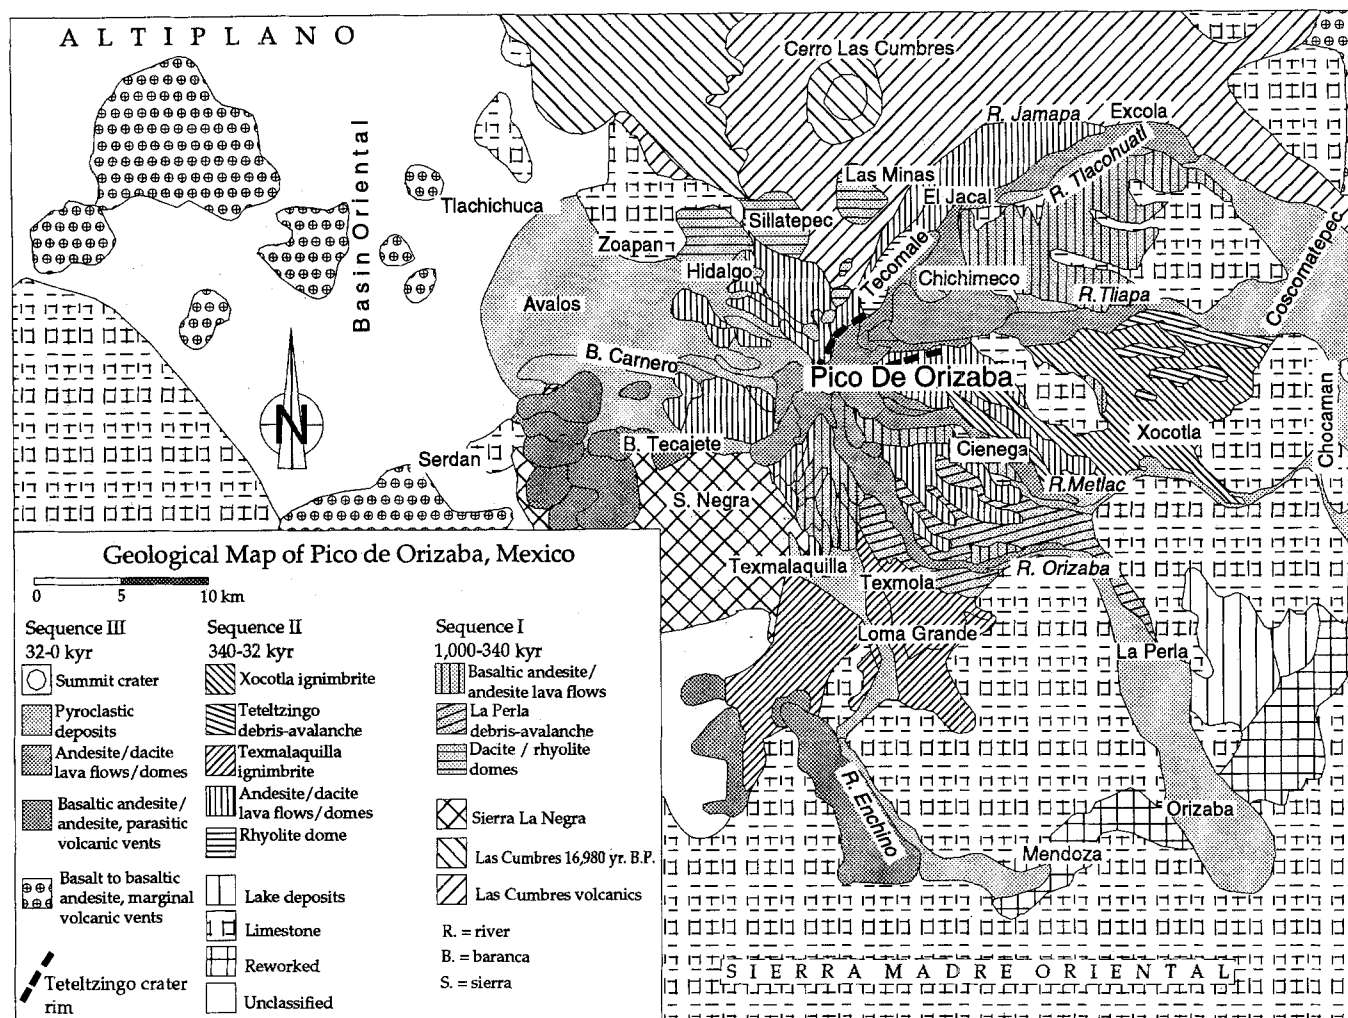 ALTIPLANO
Cerro Las Cumbres
R. Jamapa
Excola
R. Tlacohuatl
Las Minas
El Jacal
Tlachichuca
Basin Oriental
Sillatepec
Zoapan
Tecomale
Coscomatepec
Hidalgo
Chichimeco
R. Tliapa
Avalos
B. Carnero
Pico De Orizaba
N
Chocaman
Xocotla
B. Tecajete
Cienega
Serdan
R.Metlac
S. Negra
Texmalaquilla
Texmola
R. Orizaba
Loma Grande
La Perla
R. Enchino
Orizaba
Mendoza
SIERRA MADRE ORIENTAL
Geological Map of Pico de Orizaba, Mexico
0 5 10 km
Sequence III
32-0 kyr
Summit crater
Pyroclastic
deposits
Andesite/dacite
lava flows/domes
Basaltic andesite/
andesite, parasitic
volcanic vents
Basalt to basaltic
andesite, marginal
volcanic vents
Teteltzingo crater
rim
Sequence II
340-32 kyr
Xocotla ignimbrite
Teteltzingo
debris-avalanche
Texmalaquilla
ignimbrite
Andesite/dacite
lava flows/domes
Rhyolite dome
Lake deposits
Limestone
Reworked
Unclassified
Sequence I
1,000-340 kyr
Basaltic andesite/
andesite lava flows
La Perla
debris-avalanche
Dacite / rhyolite
domes
Sierra La Negra
Las Cumbres 16,980 yr. B.P.
Las Cumbres volcanics
R. = river
B. = baranca
S. = sierra